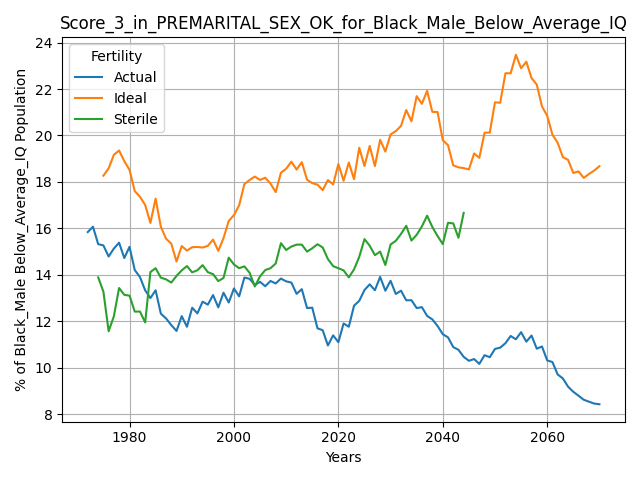 Score_3_in_PREMARITAL_SEX_OK_for_Black_Male_Below_Average_IQ
% of Black_Male Below_Average_IQ Population
24
22
20
18
16
14
12
10
8
Fertility
Actual
Ideal
Sterile
1980
2000
2020
2040
2060
Years